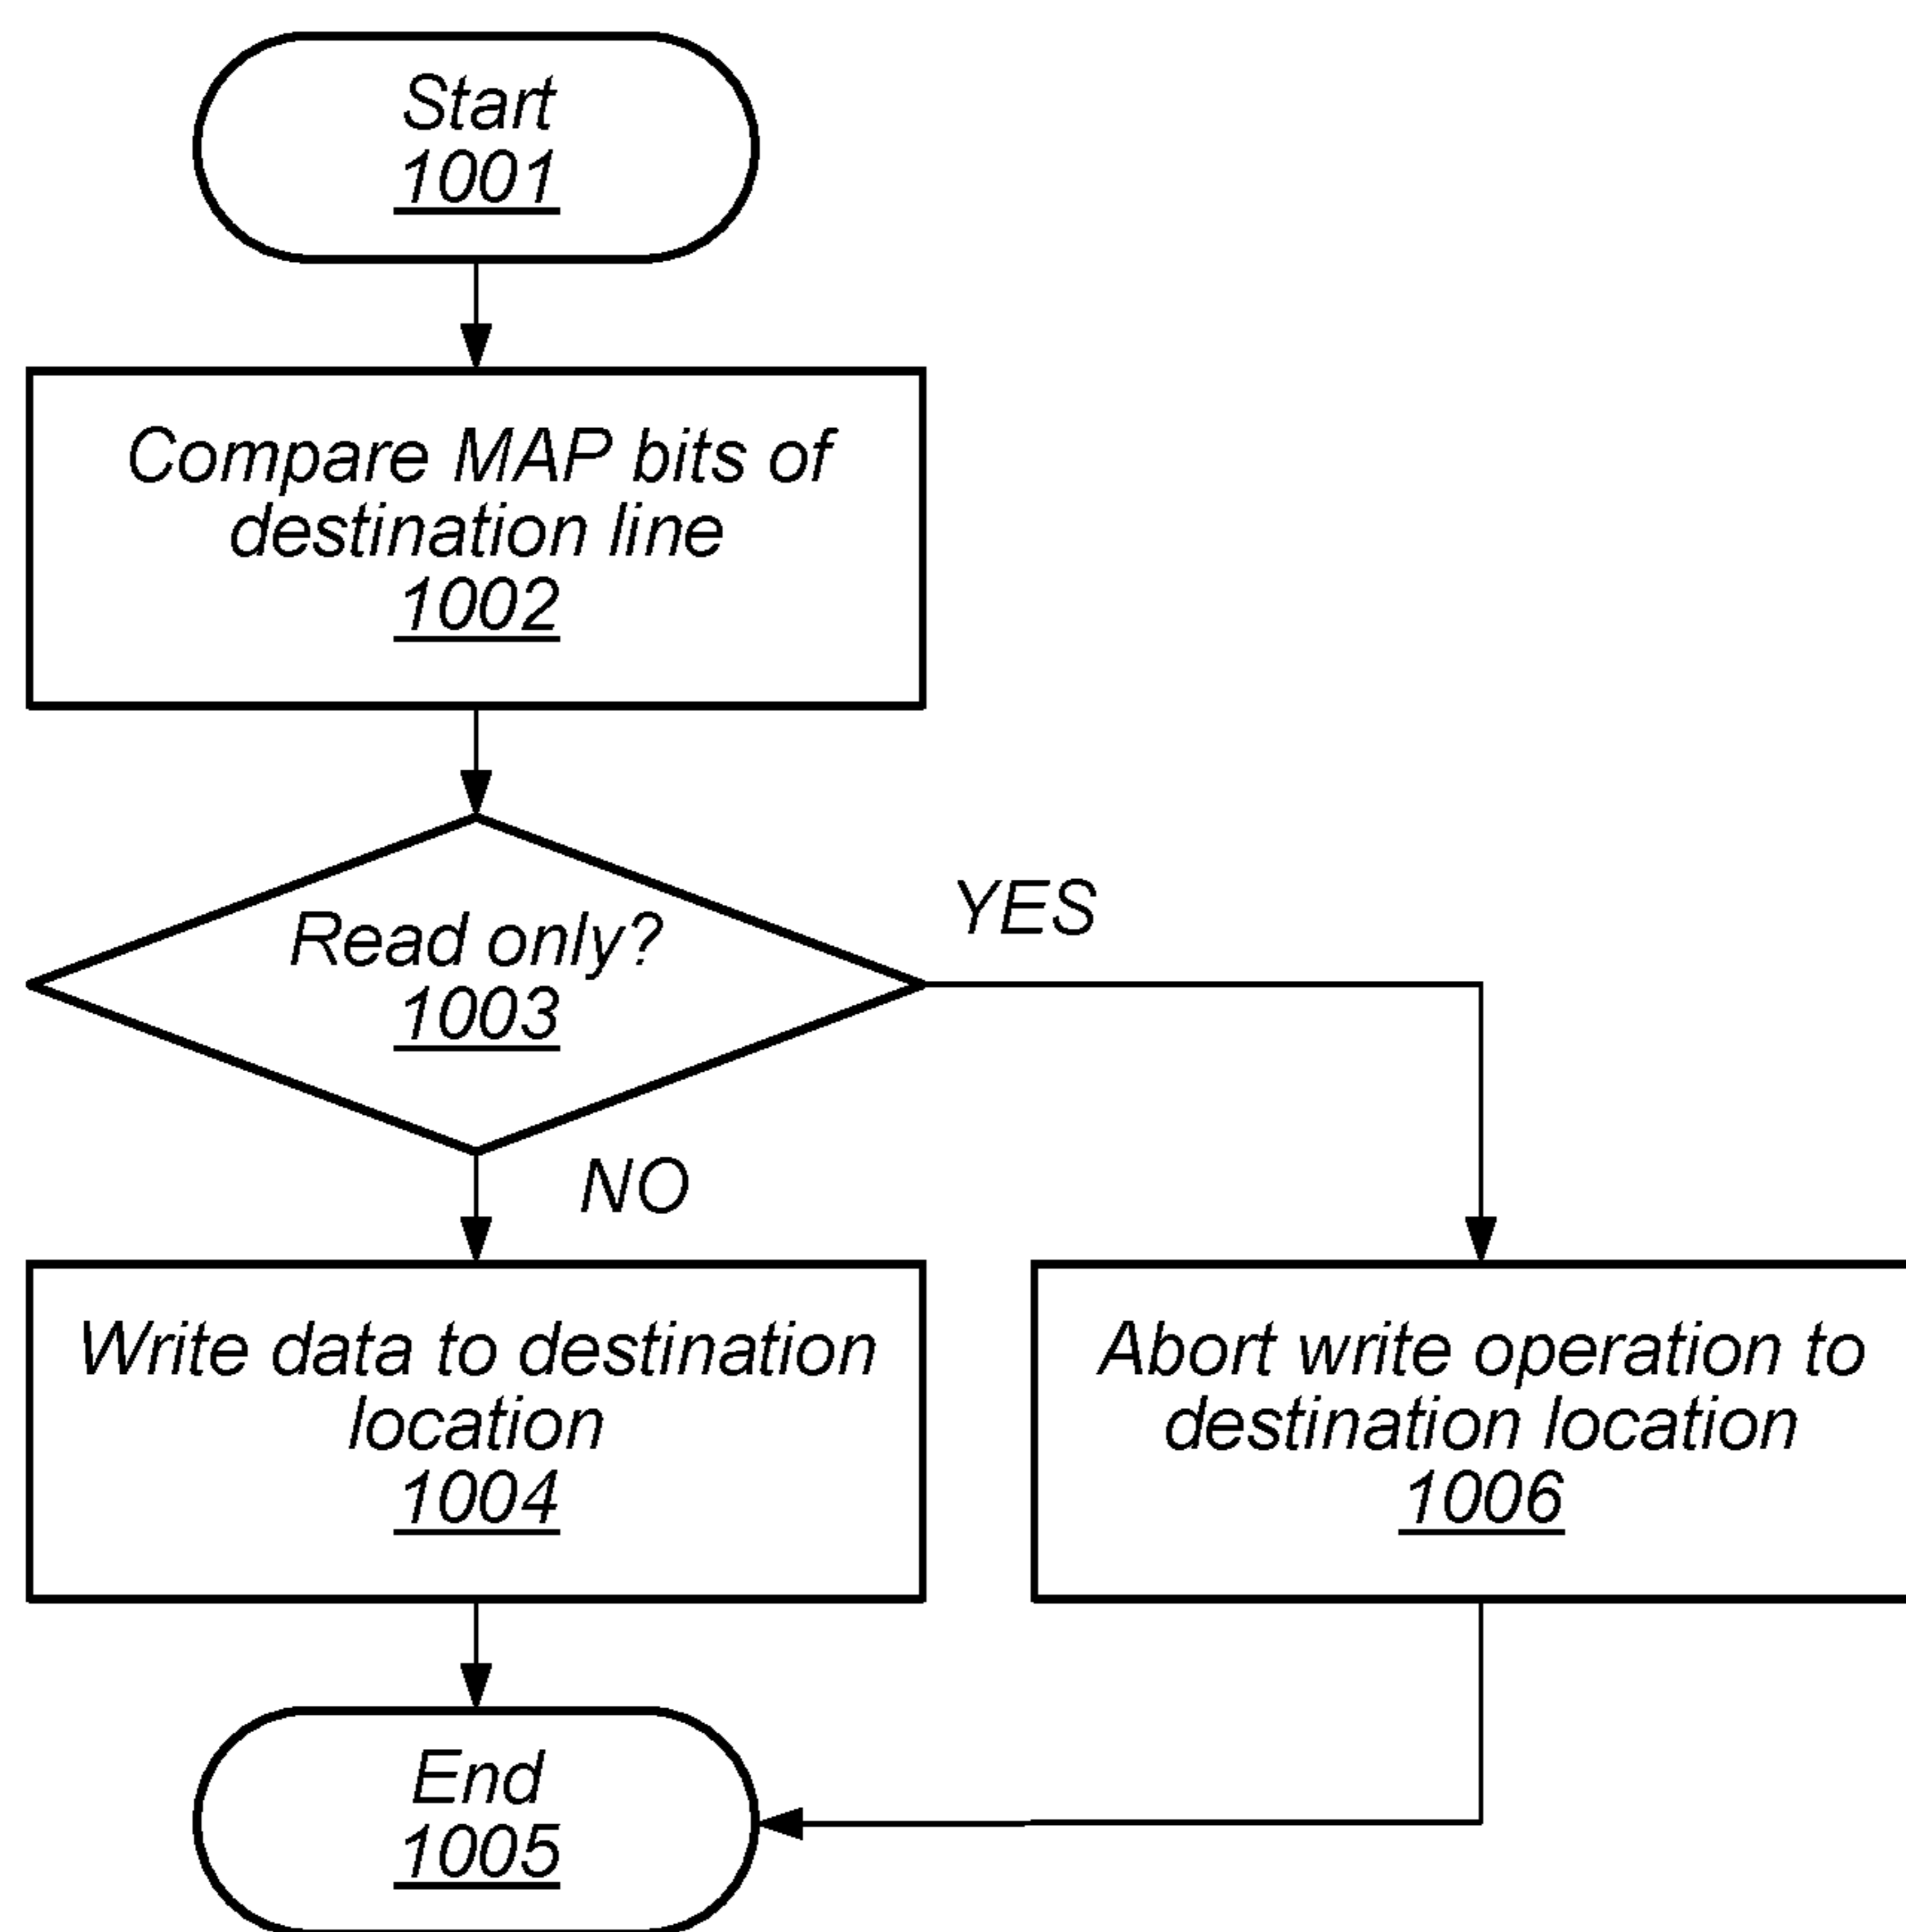 Start
1001
Compare MAP bits of
destination line
1002
Read only?
1003
YES
NO
Write data to destination
location
1004
Abort write operation to
destination location
1006
End
1005